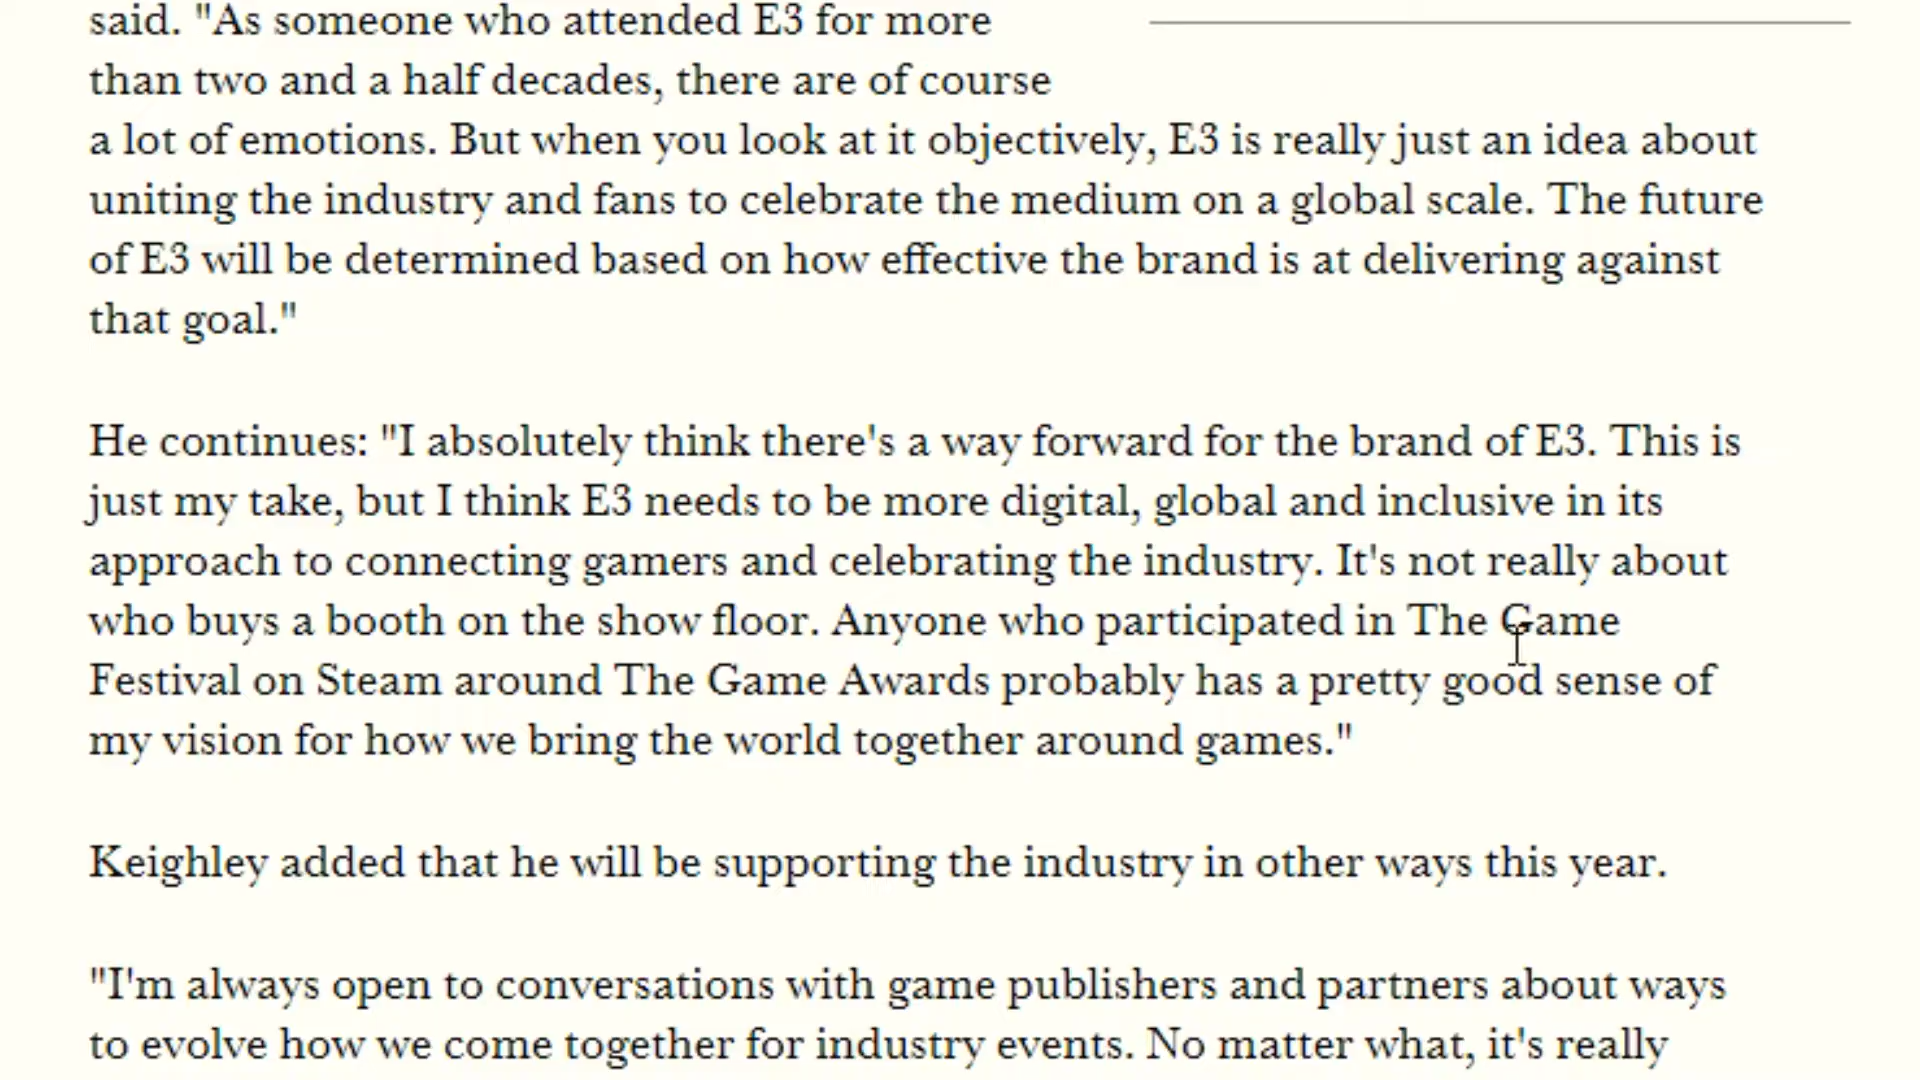 said. "As someone who attended E3 for more
than two and a half decades, there are of course
a lot of emotions. But when you look at it objectively, E3 is really just an idea about
uniting the industry and fans to celebrate the medium on a global scale. The future
of E3 will be determined based on how effective the brand is at delivering against
that goal."
He continues: "I absolutely think there's a way forward for the brand of E3. This is
just my take, but I think E3 needs to be more digital, global and inclusive in its
approach to connecting gamers and celebrating the industry. It's not really about
who buys a booth on the show floor. Anyone who participated in The Game
Festival on Steam around The Game Awards probably has a pretty good sense of
my vision for how we bring the world together around games."
Keighley added that he will be supporting the industry in other ways this year.
"I'm always open to conversations with game publishers and partners about ways
to evolve how we come together for industry events. No matter what, it's really